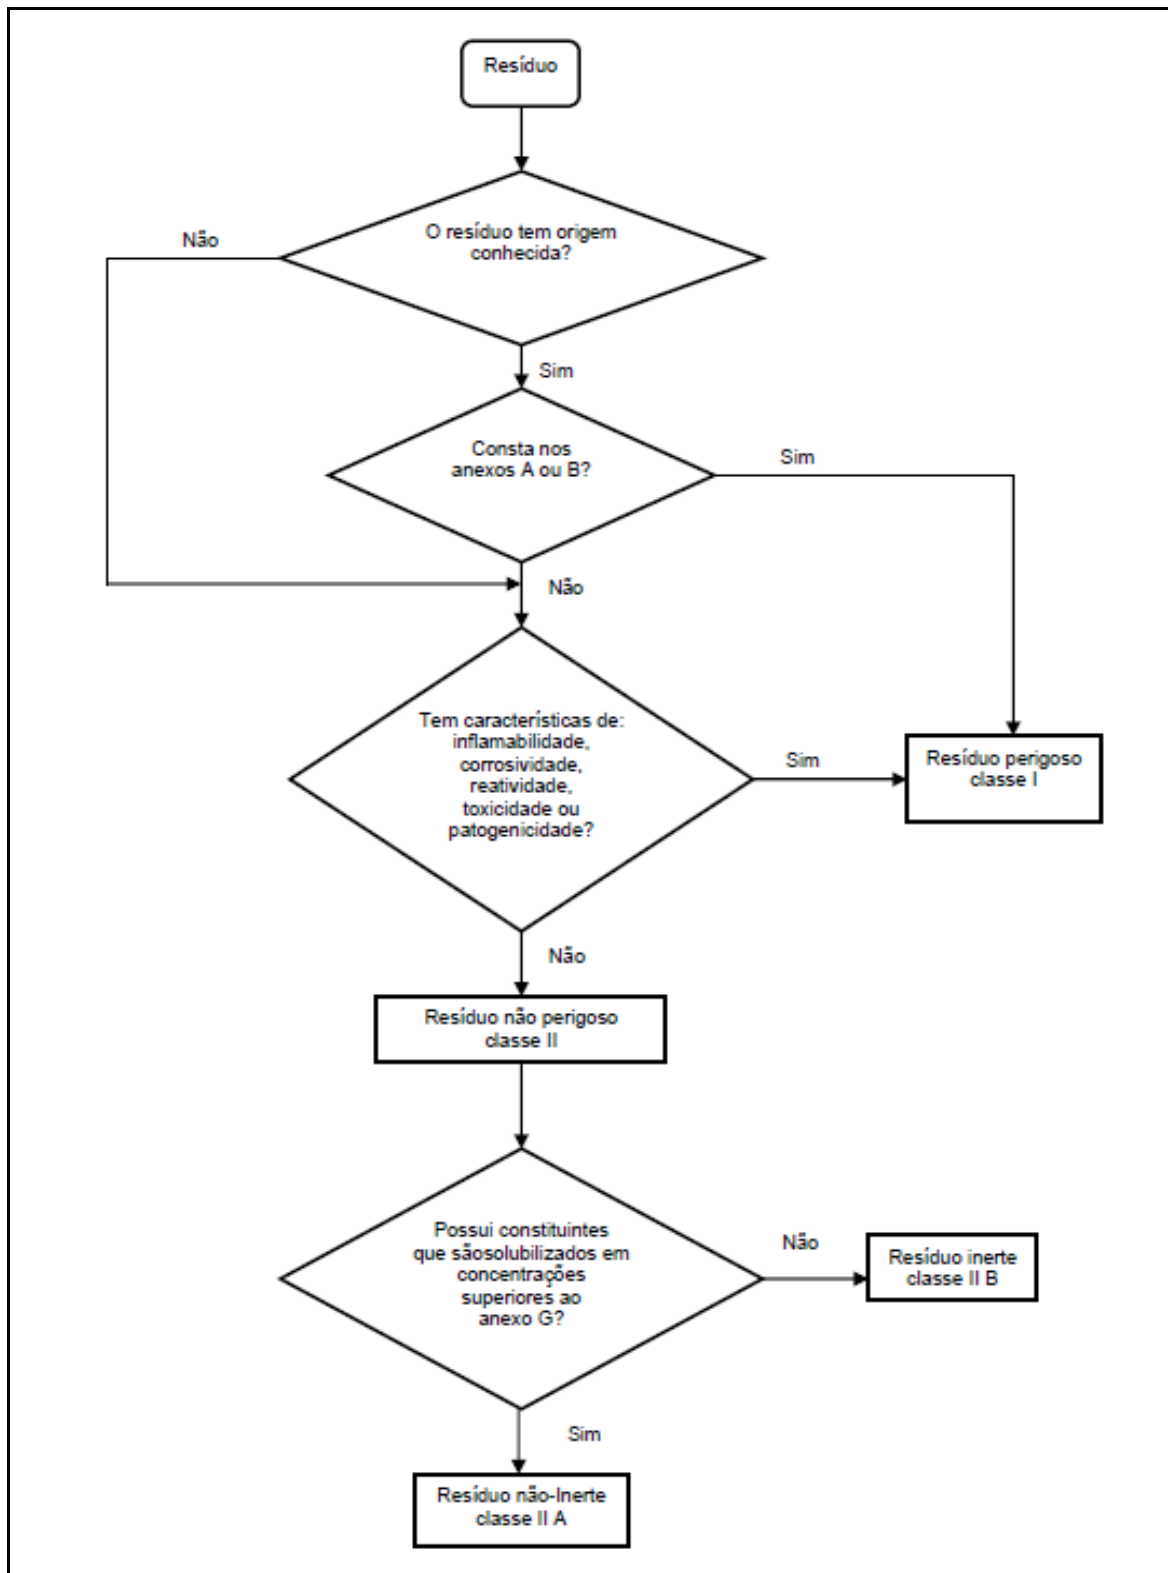 Resíduo
O resíduo tem origem
conhecida?
Não
Sim
Consta nos
anexos A ou B?
Sim
Não
Tem características de:
inflamabilidade,
corrosividade,
reatividade,
toxicidade ou
patogenicidade?
Sim
Resíduo perigoso
classe I
Não
Resíduo não perigoso
classe II
Possui constituintes
que sãosolubilizados em
concentrações
superiores ao
anexo G?
Não
Resíduo inerte
classe II B
Sim
Resíduo não-Inerte
classe II A